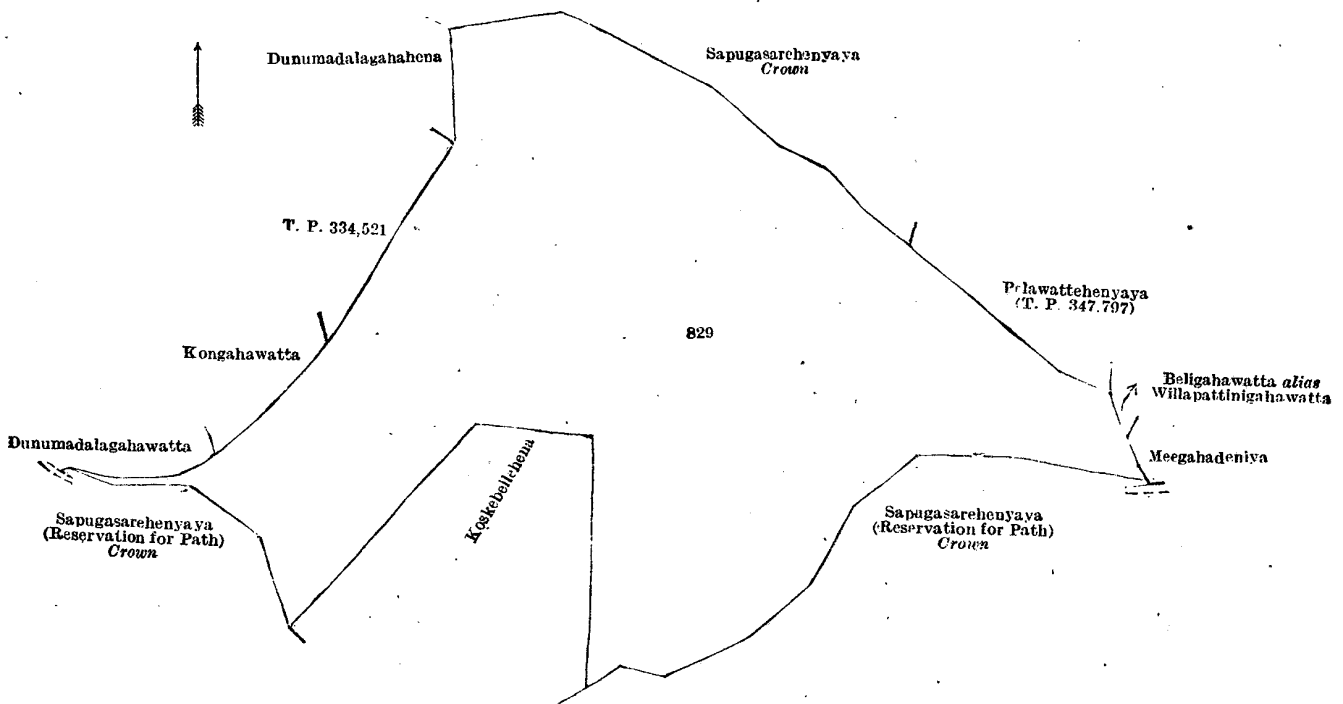 Dunumadalagahahena
Sapugasarehenyaya
Crown
T. P. 334,521
Pelawattehenyaya
(T. P. 347,797)
829
Kongahawatta
Beligahawatta alias
Willapattinigahawatta
Dunumadalagahawatta
Meegahadeniya
Koskebellehena
Sapugasarehenyaya
(Reservation for Path)
Crown
Sapugasarehenyaya
(Reservation for Path)
Crown